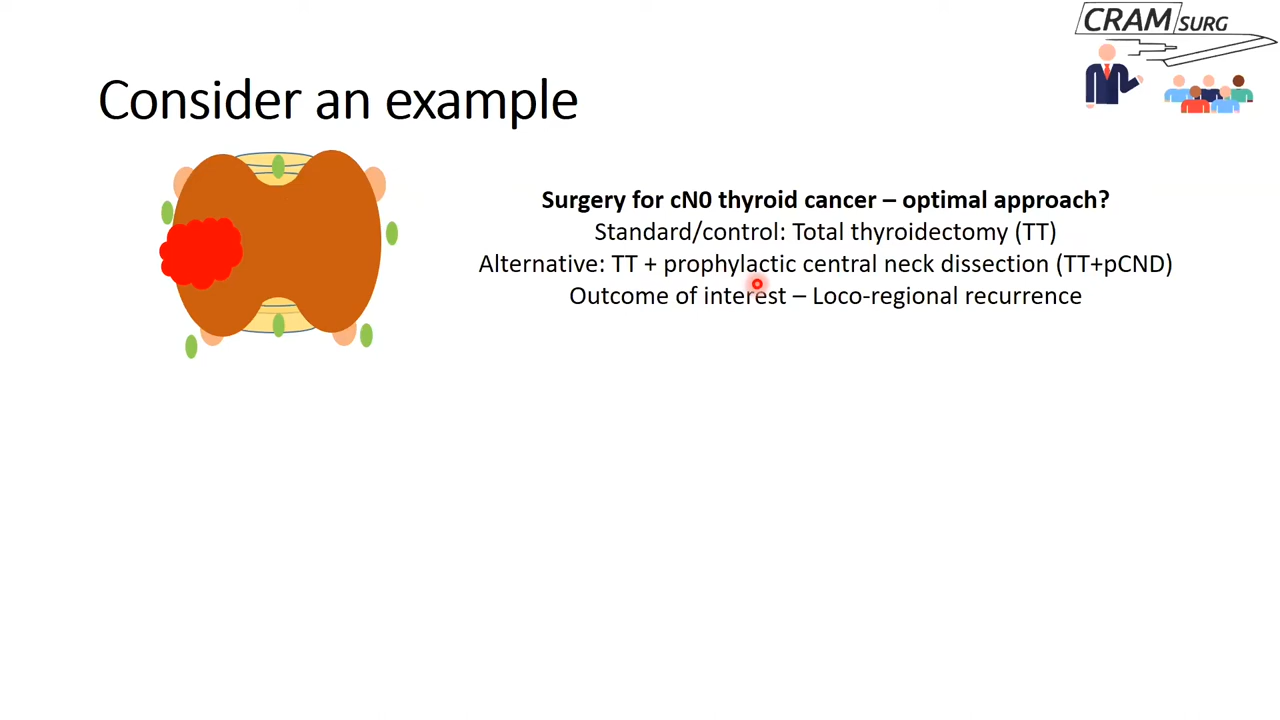 CRAM SURG
Consider an example
Surgery for cN0 thyroid cancer – optimal approach?
Standard/control: Total thyroidectomy (TT)
Alternative: TT + prophylactic central neck dissection (TT+pCND)
Outcome of interest – Loco-regional recurrence